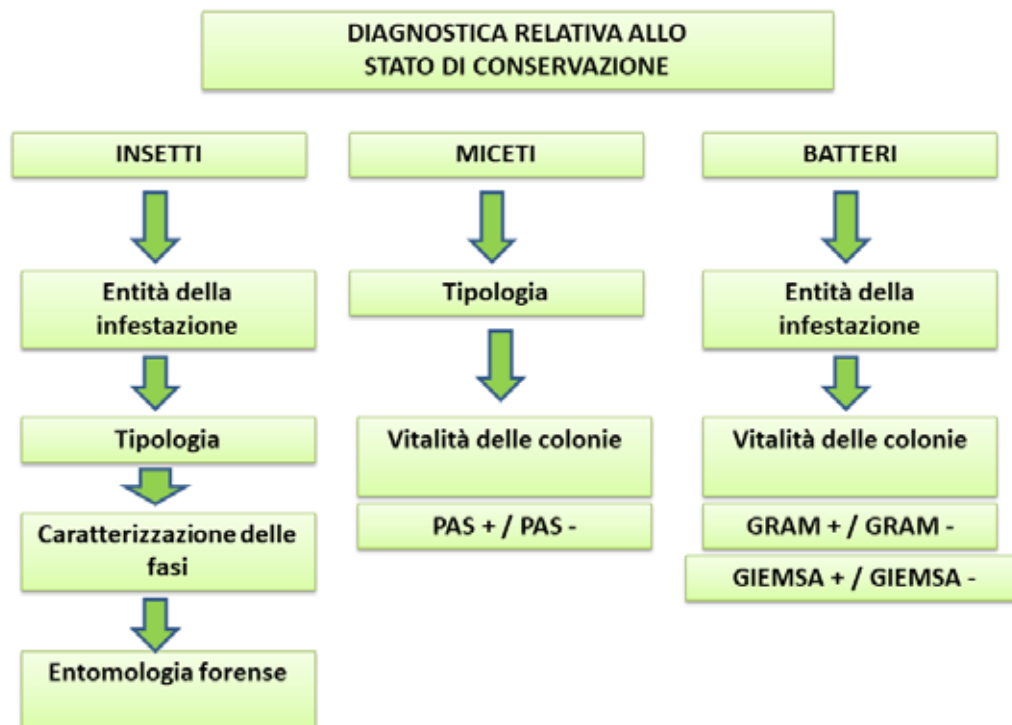 DIAGNOSTICA RELATIVA ALLO
STATO DI CONSERVAZIONE
INSETTI
Entità della
infestazione
Tipologia
Caratterizzazione delle
fasi
Entomologia forense
MICETI
Tipologia
Vitalità delle colonie
PAS + / PAS -
BATTERI
Entità della
infestazione
Vitalità delle colonie
GRAM + / GRAM -
GIEMSA + / GIEMSA -